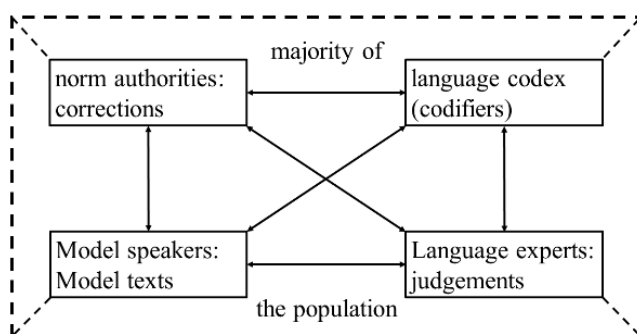 majority of
norm authorities:
corrections
language codex
(codifiers)
Model speakers:
Model texts
Language experts:
judgements
the population